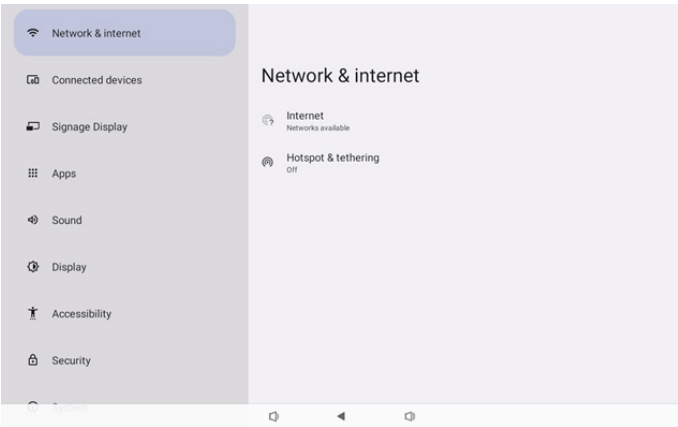 Network & internet
Connected devices
Signage Display
Apps
Sound
Display
Accessibility
Security
System
Network & internet
Internet
Networks available
Hotspot & tethering
Off